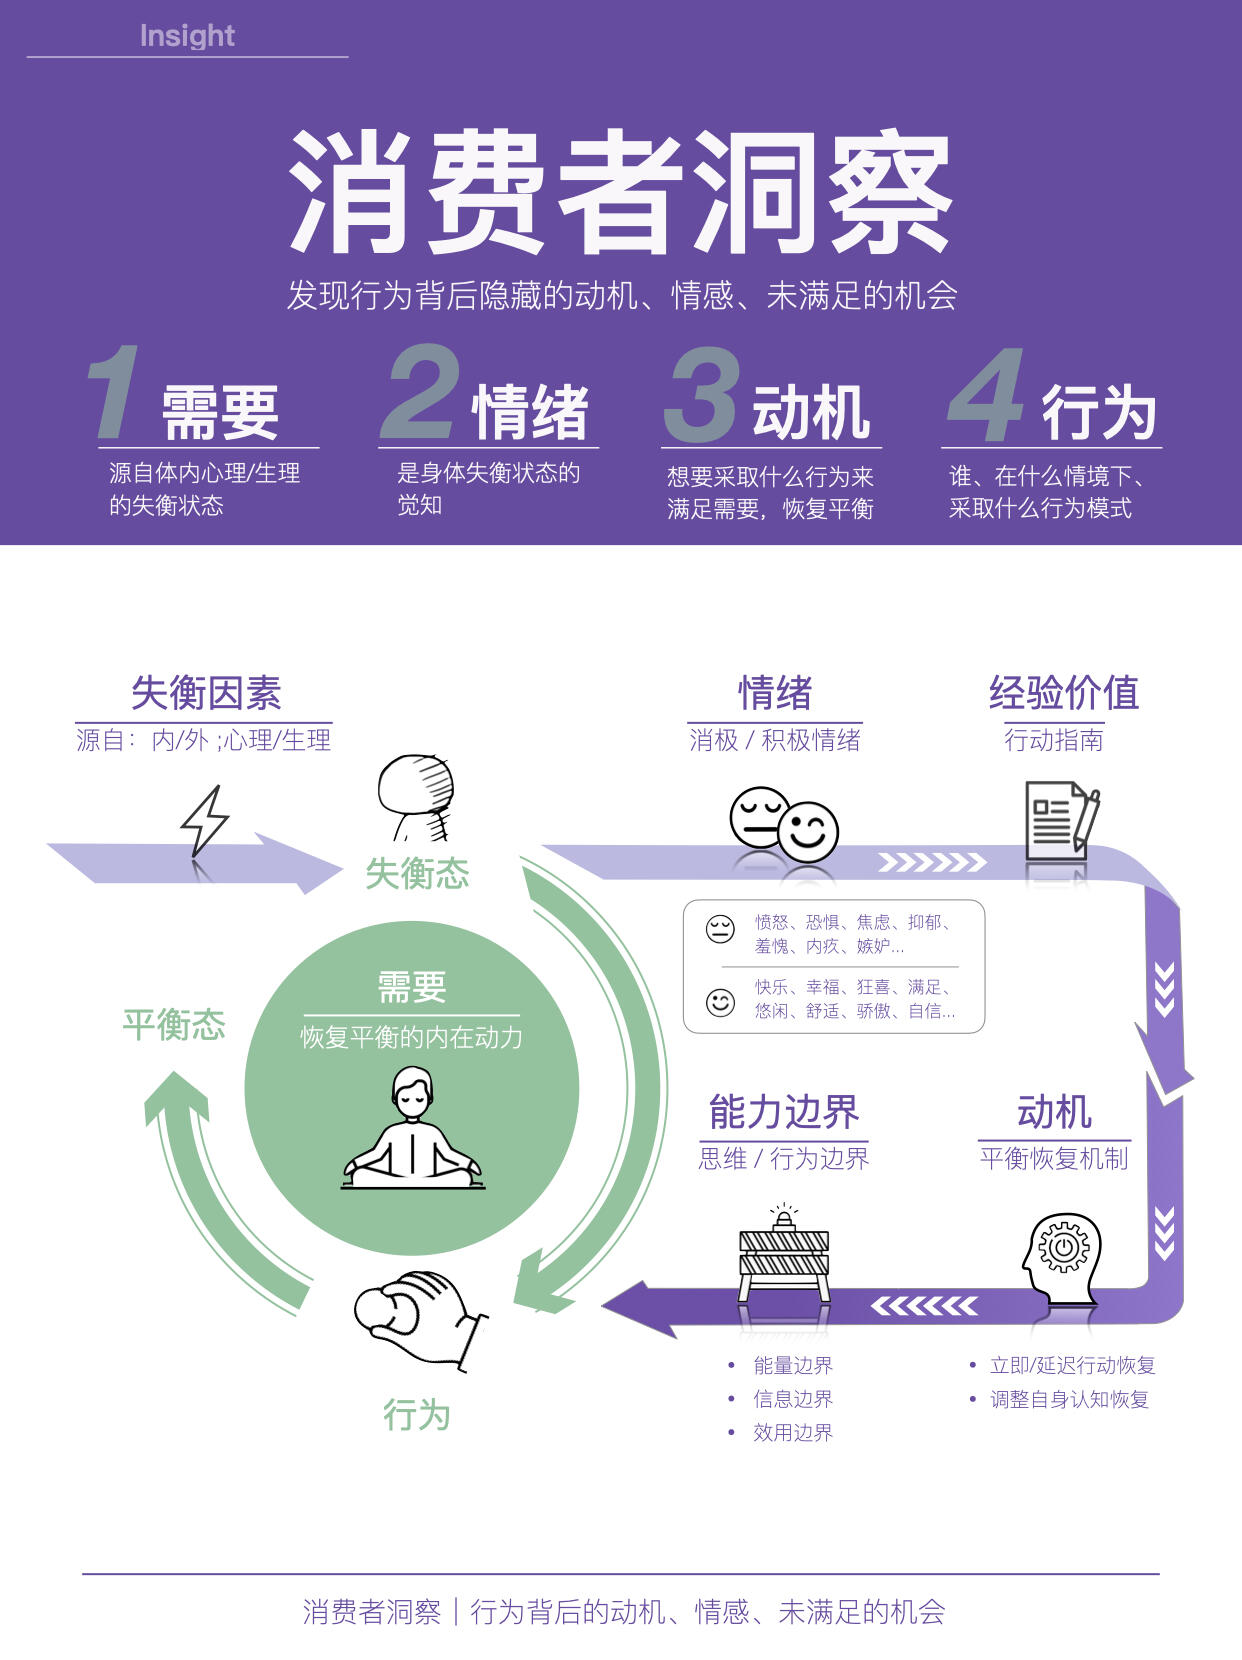 Insight
消费者洞察
发现行为背后隐藏的动机、情感、未满足的机会
1 需要
源自体内心理/生理
的失衡状态
2 情绪
是身体失衡状态的
觉知
3 动机
想要采取什么行为来
满足需要，恢复平衡
4 行为
谁、在什么情境下、
采取什么行为模式
失衡因素
源自：内/外 ;心理/生理
失衡态
情绪
消极 / 积极情绪
经验价值
行动指南
愤怒、恐惧、焦虑、抑郁、
羞愧、内疚、嫉妒...
快乐、幸福、狂喜、满足、
悠闲、舒适、骄傲、自信...
需要
恢复平衡的内在动力
平衡态
能力边界
思维 / 行为边界
动机
平衡恢复机制
• 能量边界
• 信息边界
• 效用边界
• 立即/延迟行动恢复
• 调整自身认知恢复
行为
消费者洞察｜行为背后的动机、情感、未满足的机会